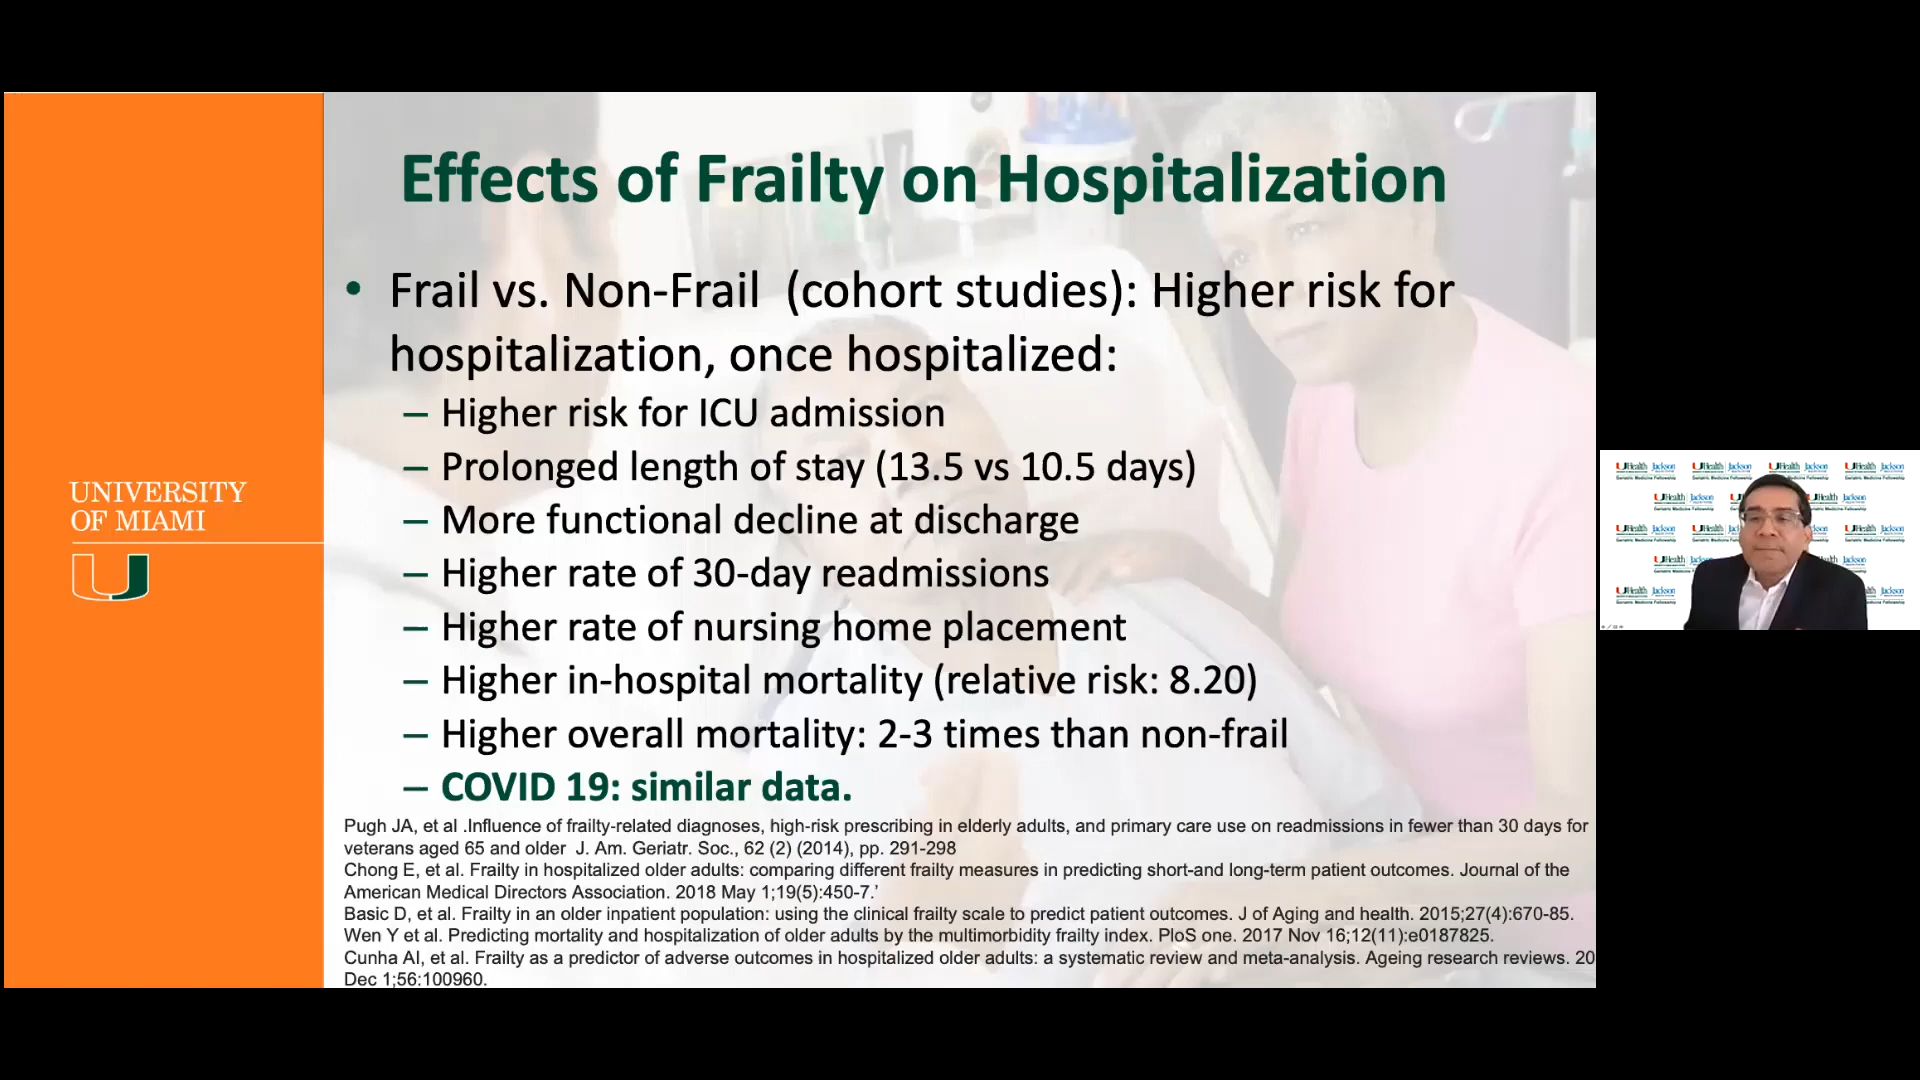 Effects of Frailty on Hospitalization
• Frail vs. Non-Frail (cohort studies): Higher risk for
hospitalization, once hospitalized:
– Higher risk for ICU admission
– Prolonged length of stay (13.5 vs 10.5 days)
– More functional decline at discharge
– Higher rate of 30-day readmissions
– Higher rate of nursing home placement
– Higher in-hospital mortality (relative risk: 8.20)
– Higher overall mortality: 2-3 times than non-frail
– COVID 19: similar data.
Pugh JA, et al .Influence of frailty-related diagnoses, high-risk prescribing in elderly adults, and primary care use on readmissions in fewer than 30 days for
veterans aged 65 and older J. Am. Geriatr. Soc., 62 (2) (2014), pp. 291-298
Chong E, et al. Frailty in hospitalized older adults: comparing different frailty measures in predicting short-and long-term patient outcomes. Journal of the
American Medical Directors Association. 2018 May 1;19(5):450-7.'
Basic D, et al. Frailty in an older inpatient population: using the clinical frailty scale to predict patient outcomes. J of Aging and health. 2015;27(4):670-85.
Wen Y et al. Predicting mortality and hospitalization of older adults by the multimorbidity frailty index. PloS one. 2017 Nov 16;12(11):e0187825.
Cunha AI, et al. Frailty as a predictor of adverse outcomes in hospitalized older adults: a systematic review and meta-analysis. Ageing research reviews. 20
Dec 1;56:100960.
UNIVERSITY
OF MIAMI
UHealth Jackson
Geriatric Medicine Fellowship